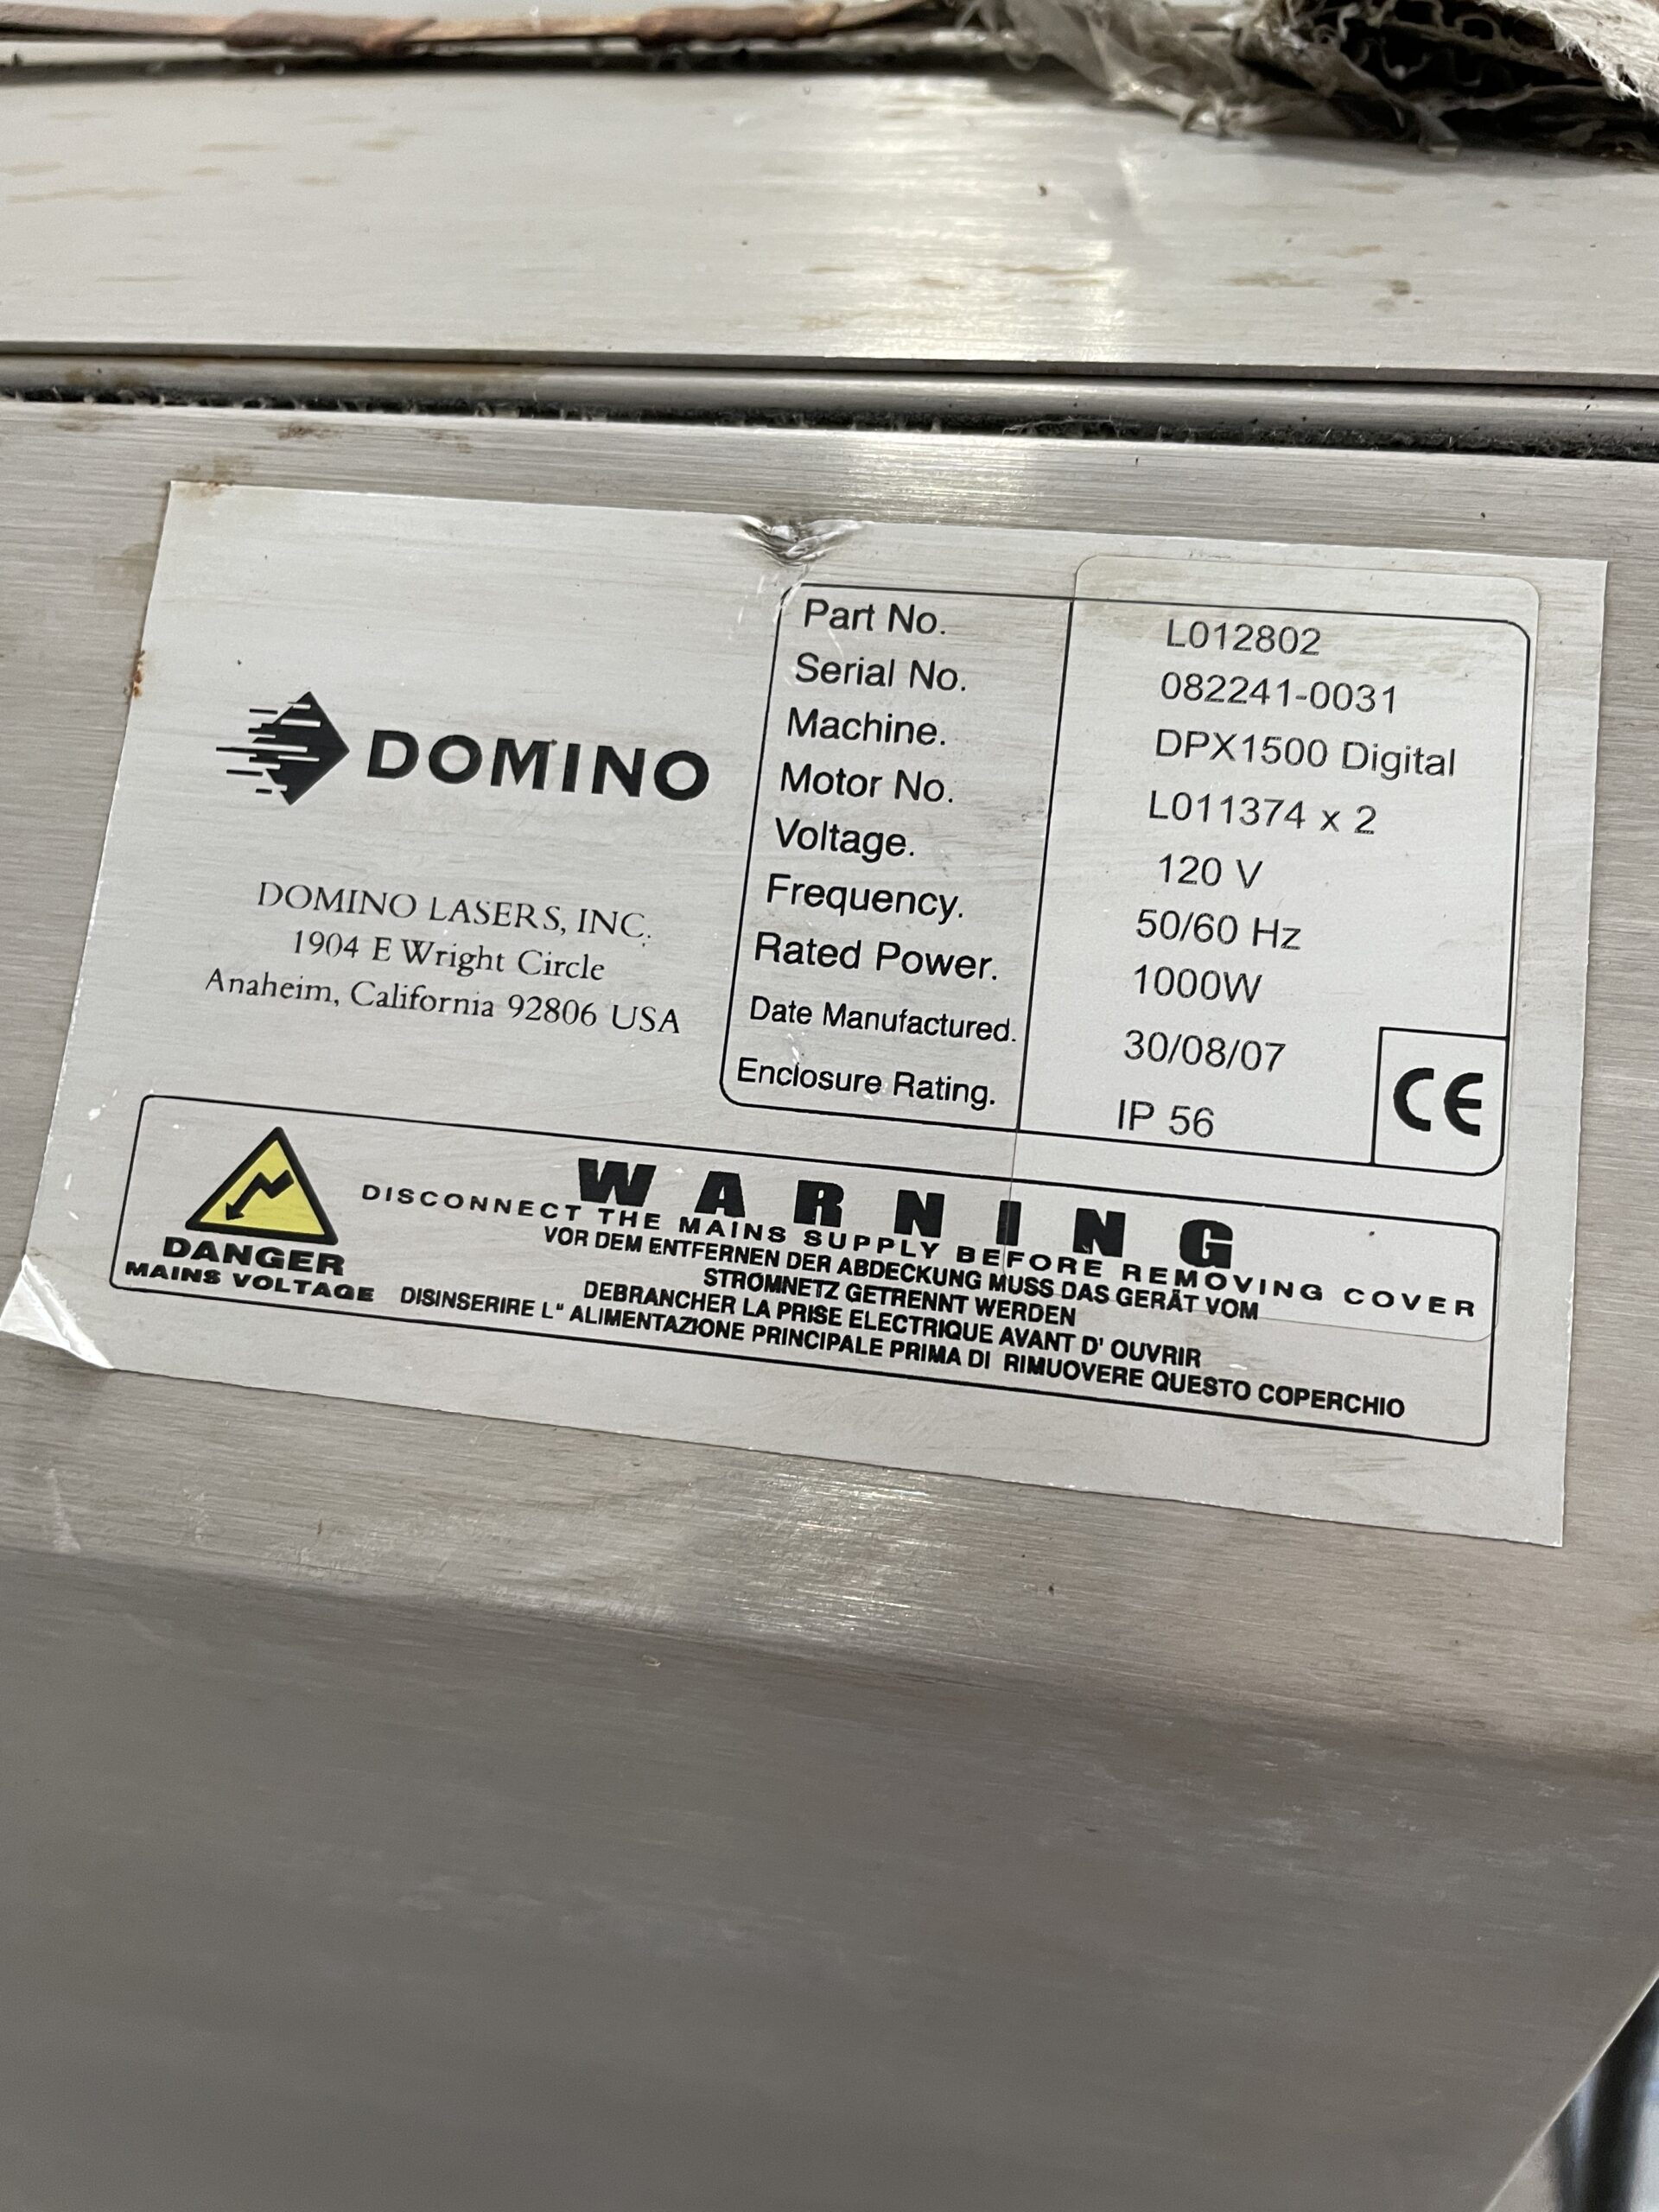 DOMINO
DOMINO LASERS, INC.
1904 E Wright Circle
Anaheim, California 92806 USA
Part No. L012802
Serial No. 082241-0031
Machine. DPX1500 Digital
Motor No. L011374 x 2
Voltage. 120 V
Frequency. 50/60 Hz
Rated Power. 1000W
Date Manufactured. 30/08/07
Enclosure Rating. IP 56
CE
DANGER
MAINS VOLTAGE
WARNING
DISCONNECT THE MAINS SUPPLY BEFORE REMOVING COVER
VOR DEM ENTFERNEN DER ABDECKUNG MUSS DAS GERÄT VOM
STROMNETZ GETRENNT WERDEN
DEBRANCHER LA PRISE ELECTRIQUE AVANT D' OUVRIR
DISINSERIRE L" ALIMENTAZIONE PRINCIPALE PRIMA DI RIMUOVERE QUESTO COPERCHIO